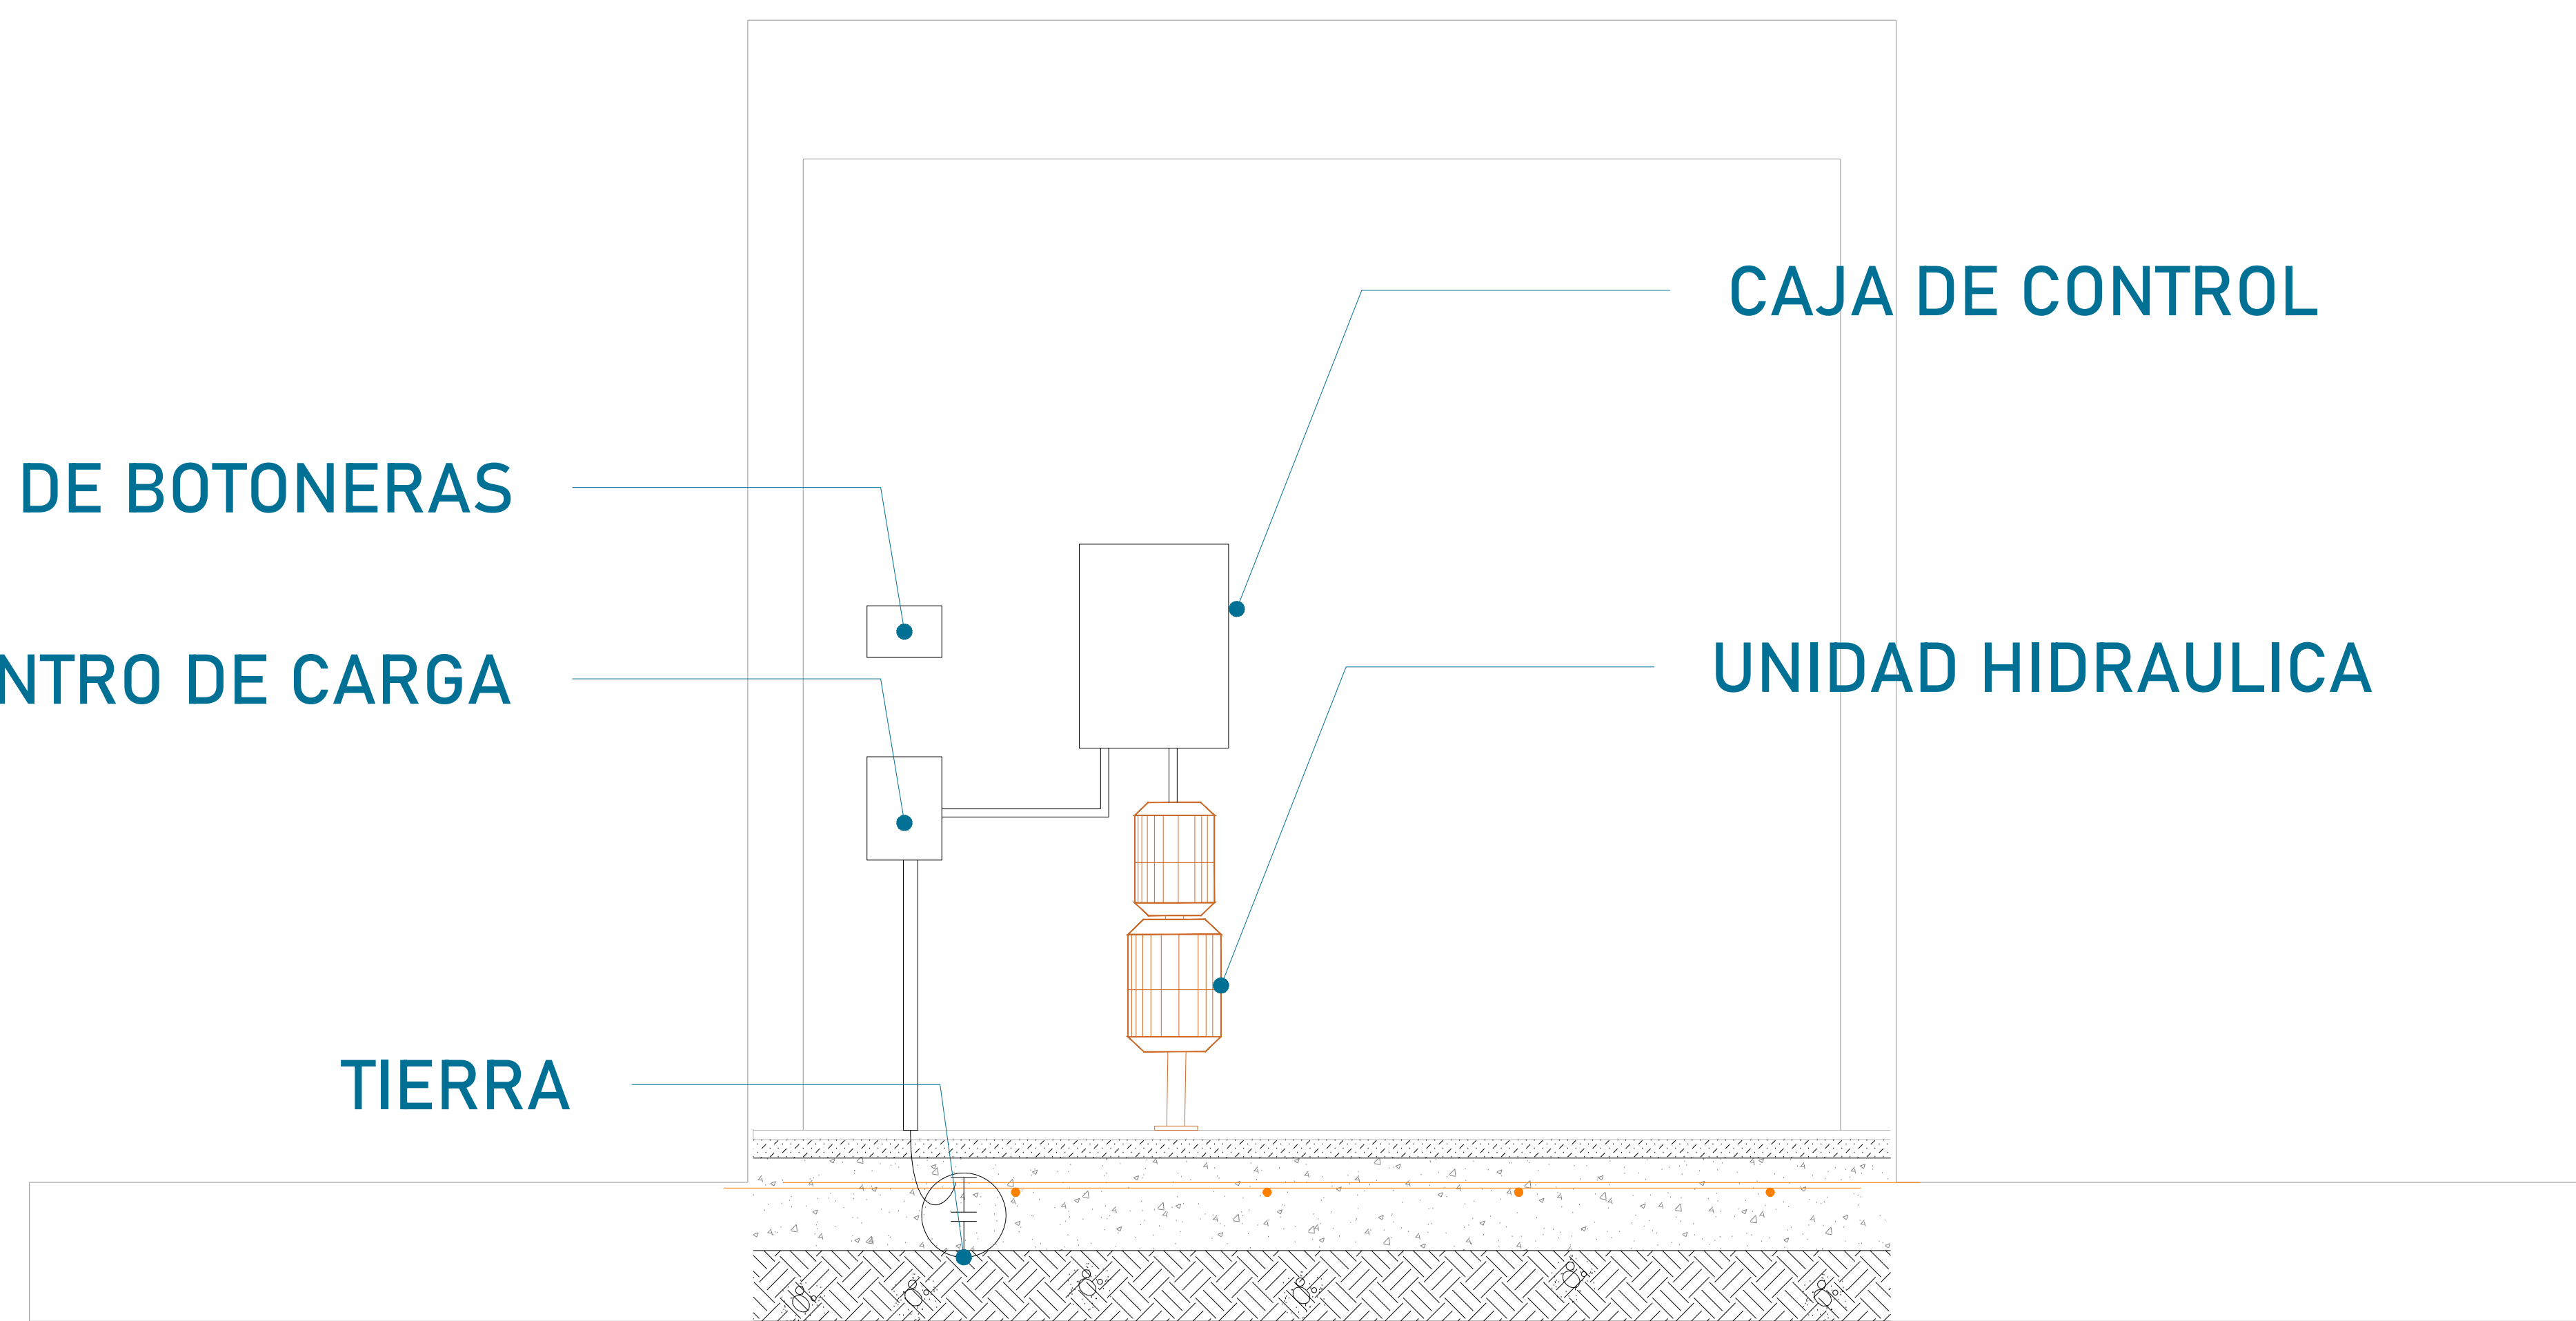 CAJA DE CONTROL
DE BOTONERAS
UNIDAD HIDRAULICA
NTRO DE CARGA
TIERRA